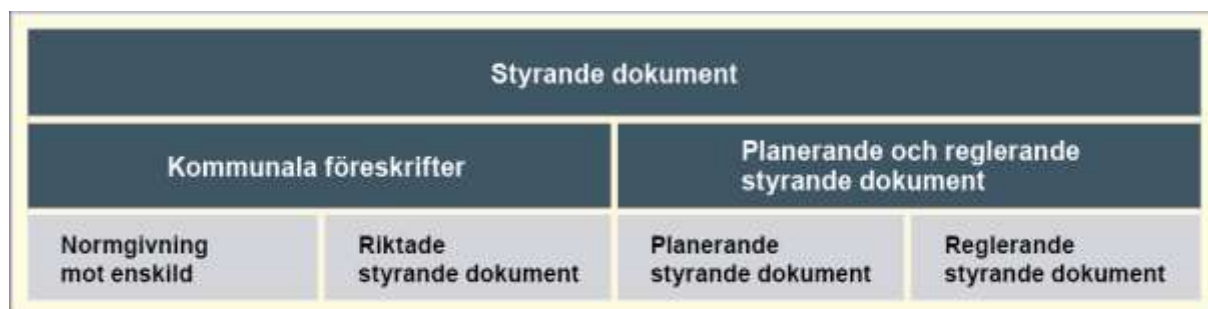 Styrande dokument
Kommunala föreskrifter
Planerande och reglerande
styrande dokument
Normgivning
mot enskild
Riktade
styrande dokument
Planerande
styrande dokument
Reglerande
styrande dokument